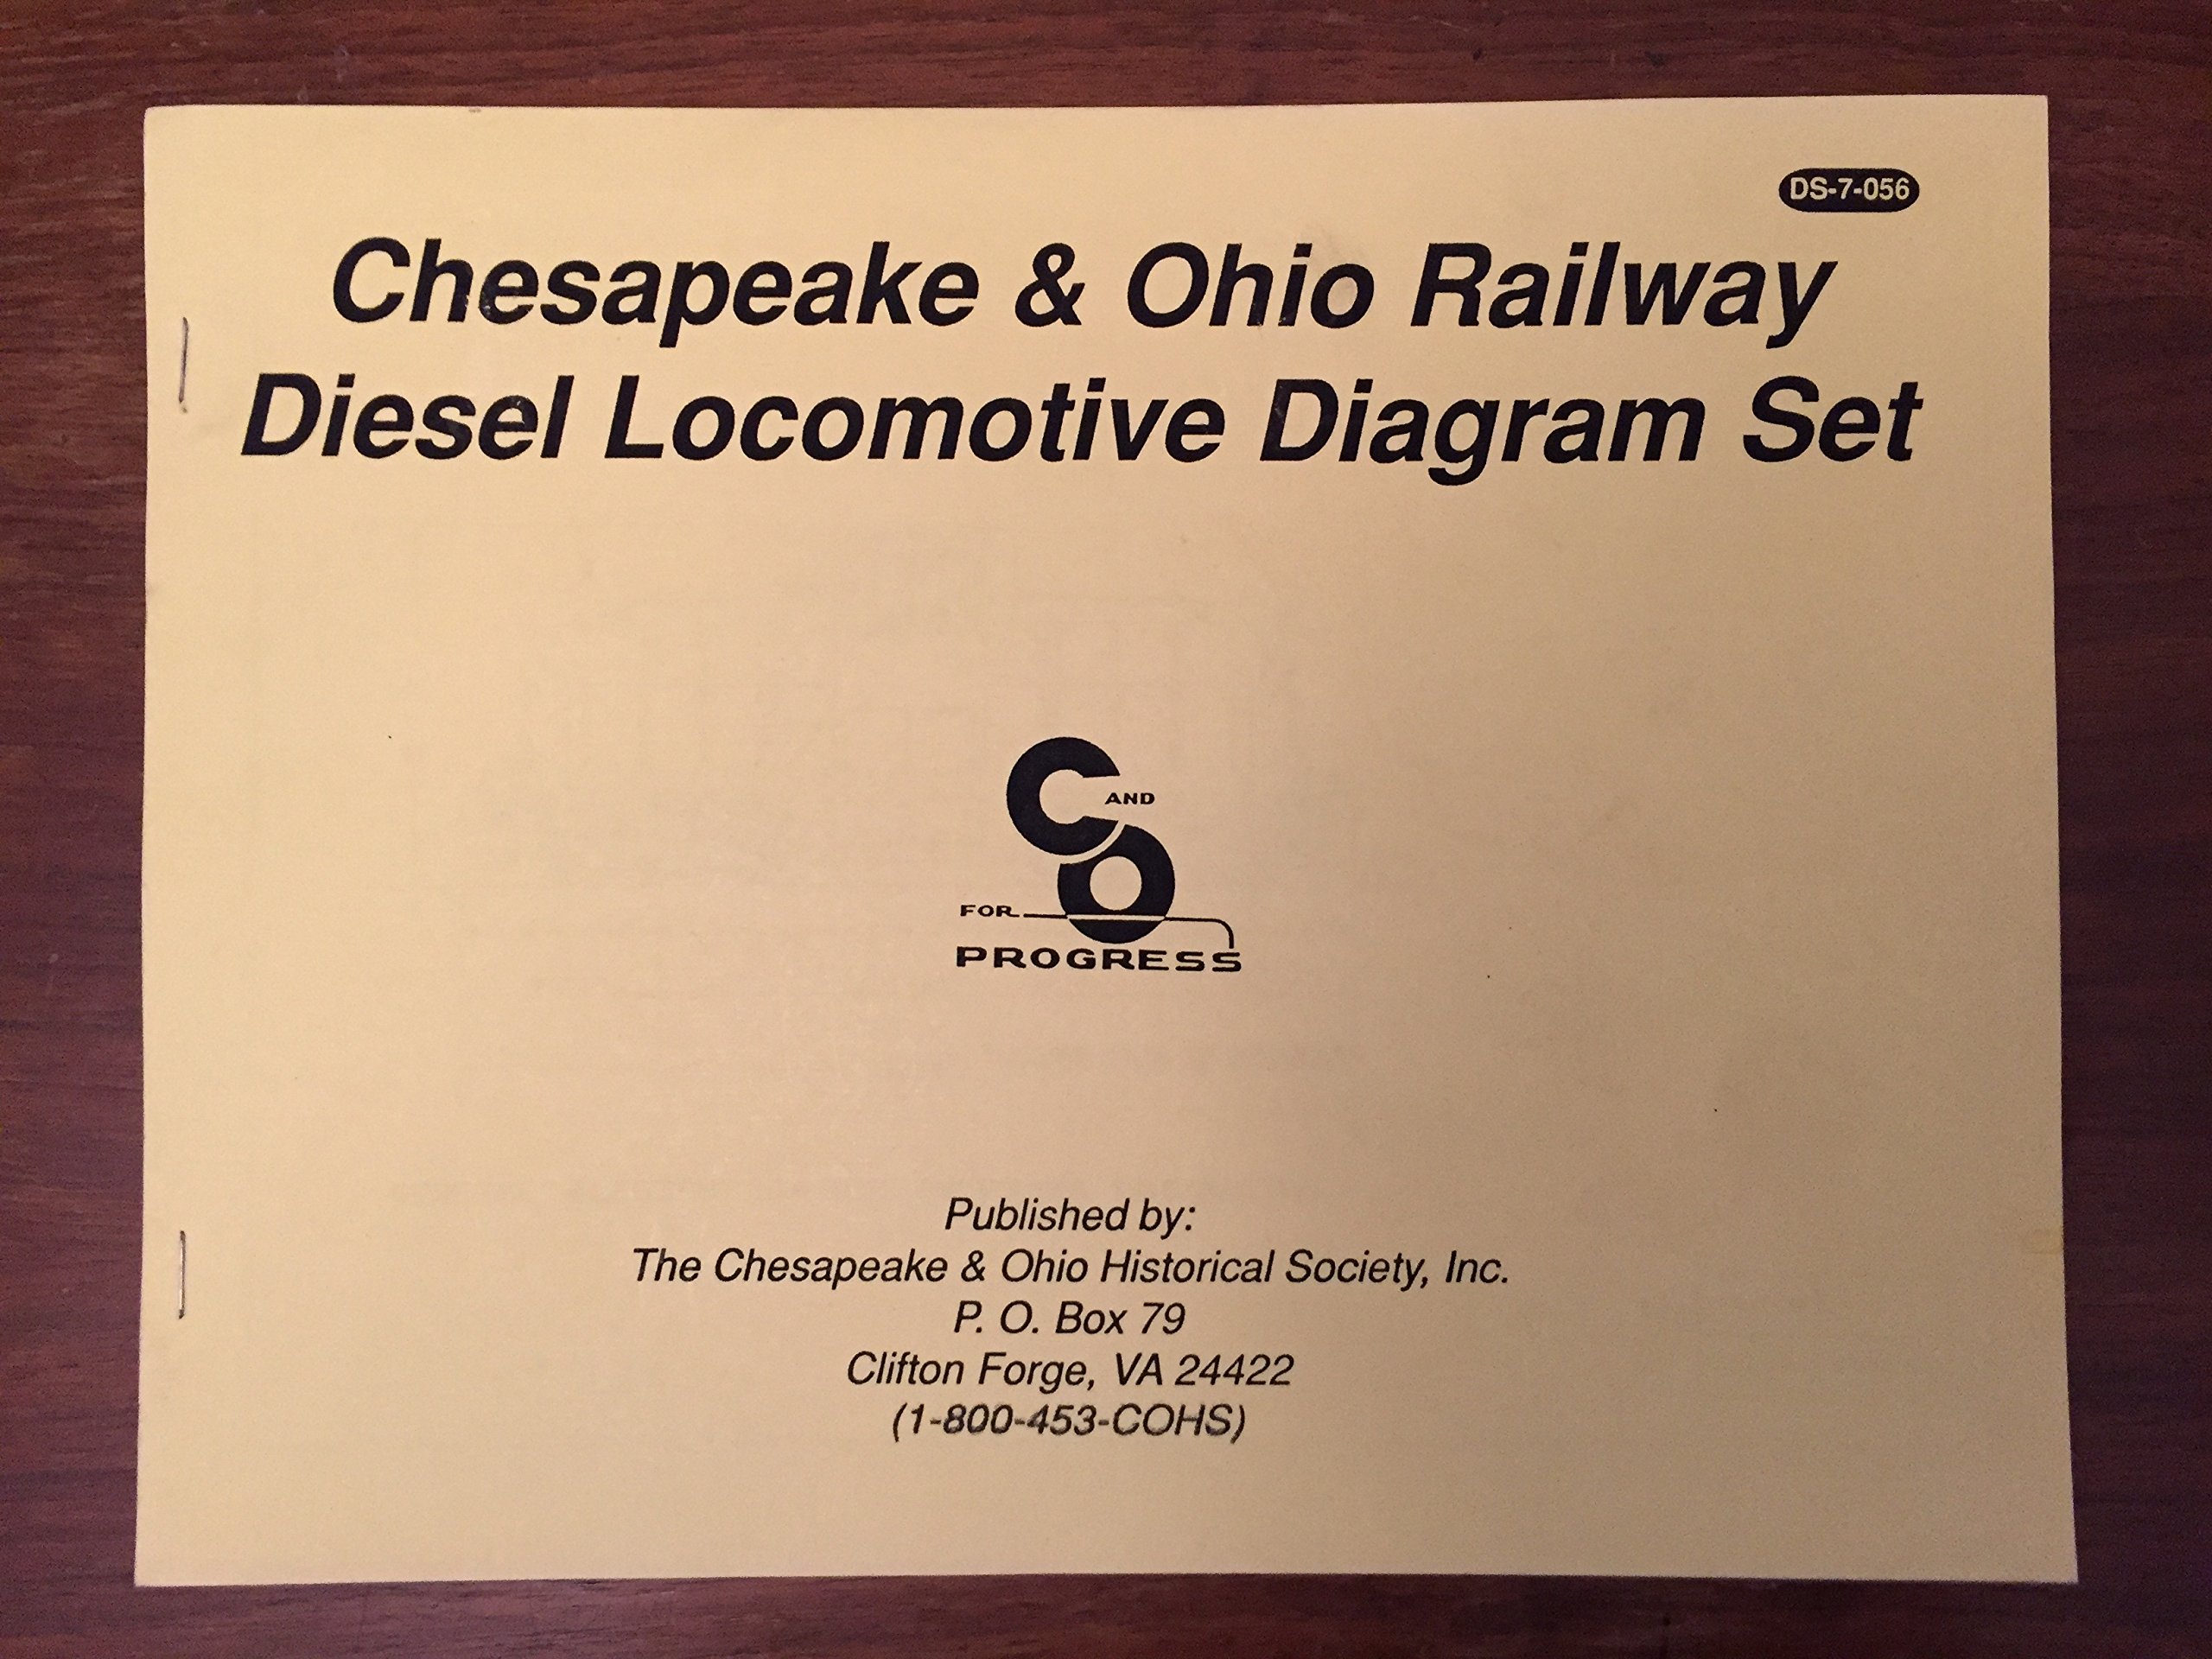 DS-7-056
Chesapeake & Ohio Railway
Diesel Locomotive Diagram Set
C AND
O
FOR
PROGRESS
Published by:
The Chesapeake & Ohio Historical Society, Inc.
P. O. Box 79
Clifton Forge, VA 24422
(1-800-453-COHS)